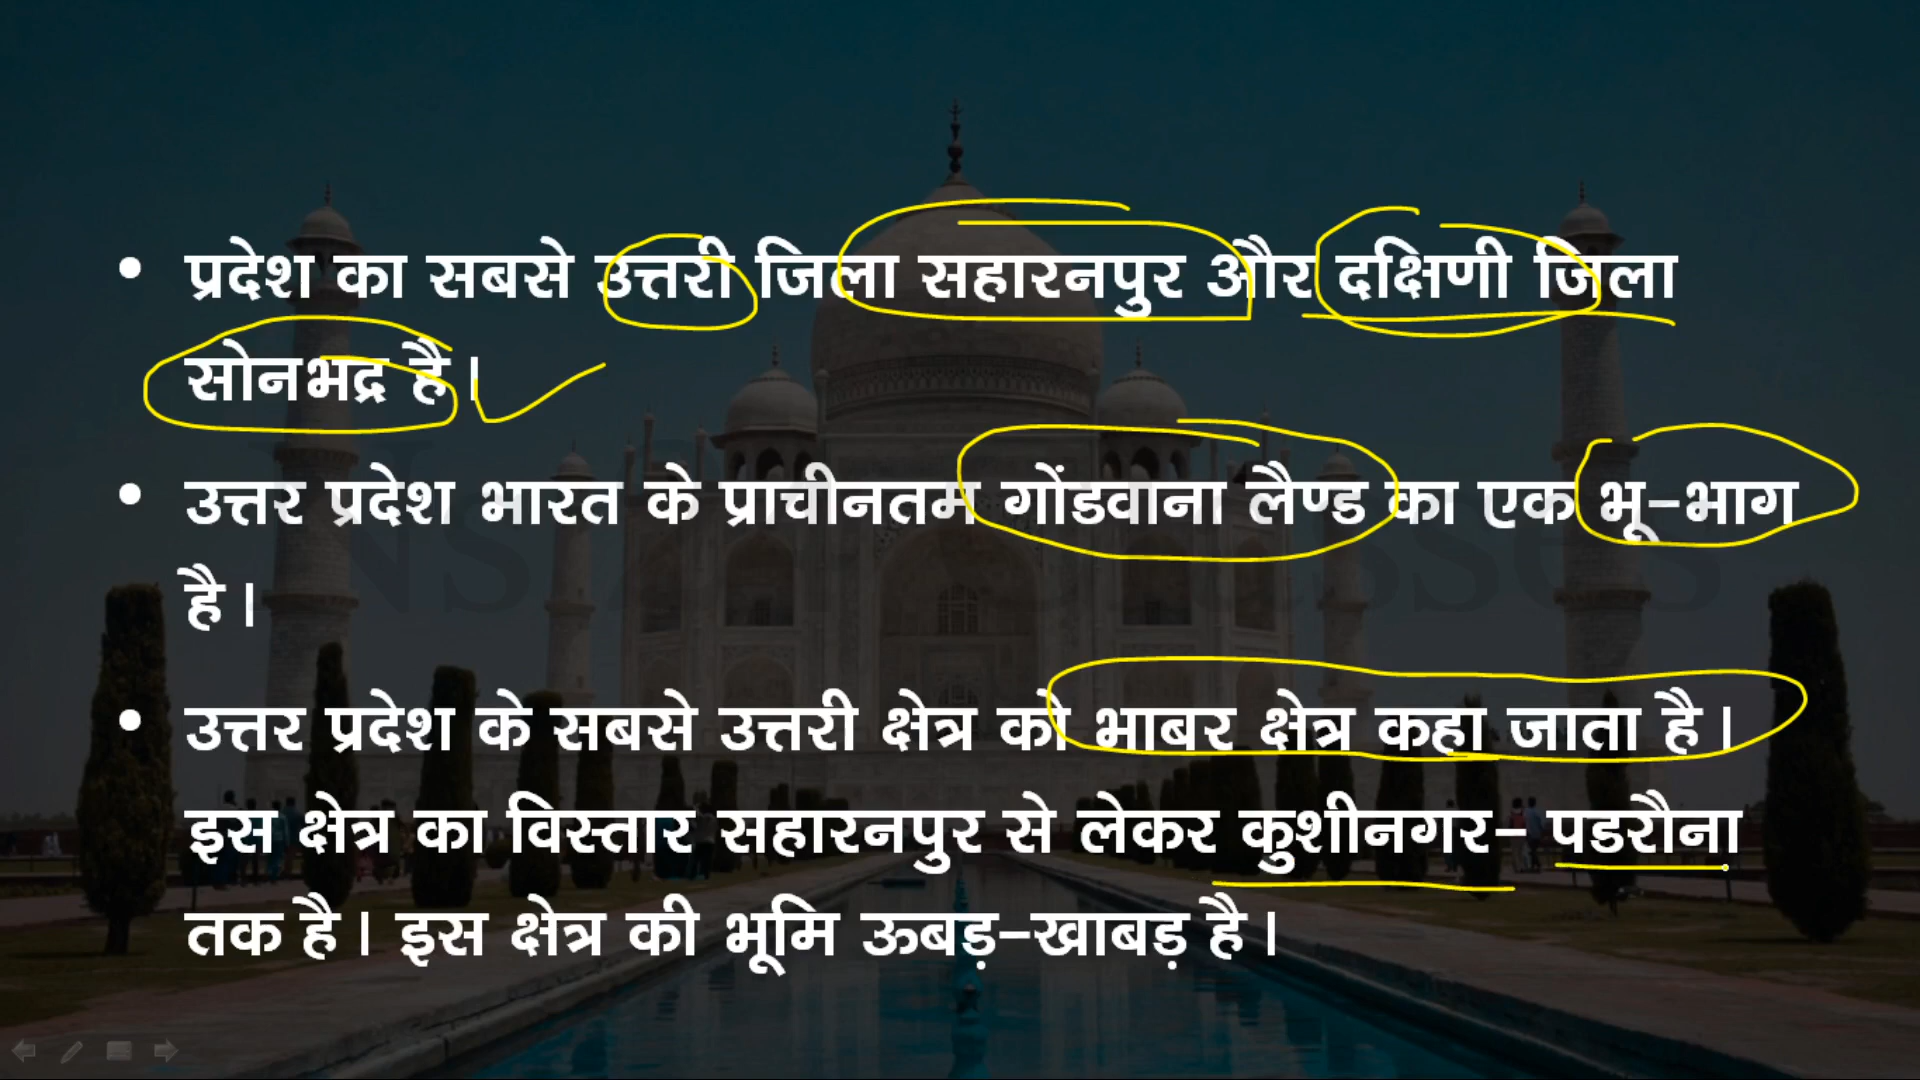 • प्रदेश का सबसे उत्तरी जिला सहारनपुर और दक्षिणी जिला
सोनभद्र है।
• उत्तर प्रदेश भारत के प्राचीनतम गोंडवाना लैण्ड का एक भू-भाग
है।
• उत्तर प्रदेश के सबसे उत्तरी क्षेत्र को भाबर क्षेत्र कहा जाता है।
इस क्षेत्र का विस्तार सहारनपुर से लेकर कुशीनगर- पडरौना
तक है। इस क्षेत्र की भूमि ऊबड़-खाबड़ है।